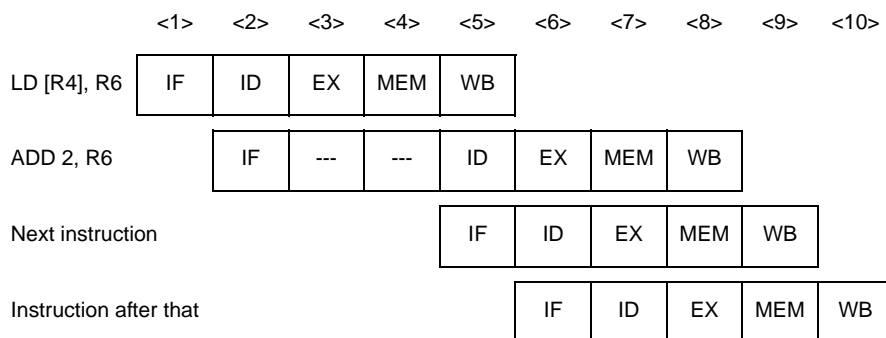 <1> <2> <3> <4> <5> <6> <7> <8> <9> <10>
LD [R4], R6 IF ID EX MEM WB
ADD 2, R6 IF --- --- ID EX MEM WB
Next instruction IF ID EX MEM WB
Instruction after that IF ID EX MEM WB